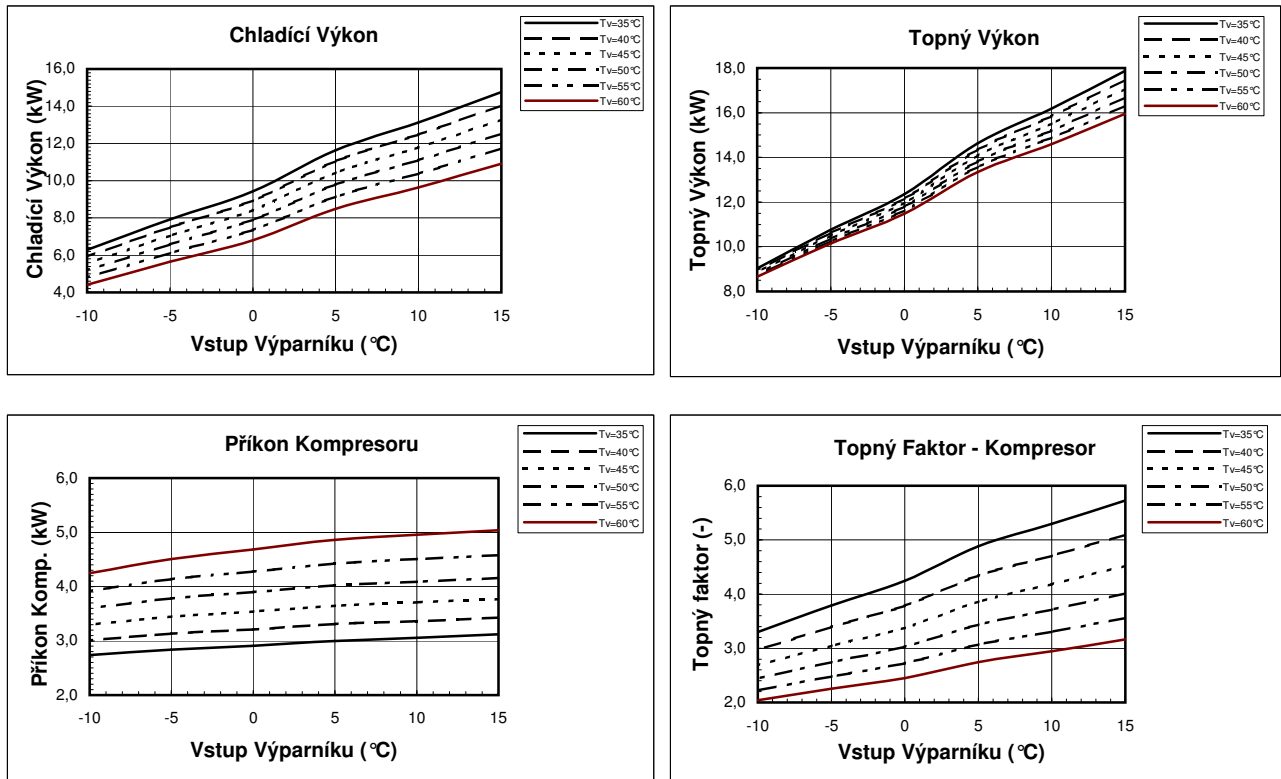 Chladící Výkon
Tv=35°C
Tv=40°C
Tv=45°C
Tv=50°C
Tv=55°C
Tv=60°C
Chladící Výkon (kW)
16,0
14,0
12,0
10,0
8,0
6,0
4,0
-10 -5 0 5 10 15
Vstup Výparníku (°C)
Topný Výkon
Tv=35°C
Tv=40°C
Tv=45°C
Tv=50°C
Tv=55°C
Tv=60°C
Topný Výkon (kW)
18,0
16,0
14,0
12,0
10,0
8,0
-10 -5 0 5 10 15
Vstup Výparníku (°C)
Příkon Kompresoru
Tv=35°C
Tv=40°C
Tv=45°C
Tv=50°C
Tv=55°C
Tv=60°C
Příkon Komp. (kW)
6,0
5,0
4,0
3,0
2,0
-10 -5 0 5 10 15
Vstup Výparníku (°C)
Topný Faktor - Kompresor
Tv=35°C
Tv=40°C
Tv=45°C
Tv=50°C
Tv=55°C
Tv=60°C
Topný faktor (-)
6,0
5,0
4,0
3,0
2,0
-10 -5 0 5 10 15
Vstup Výparníku (°C)